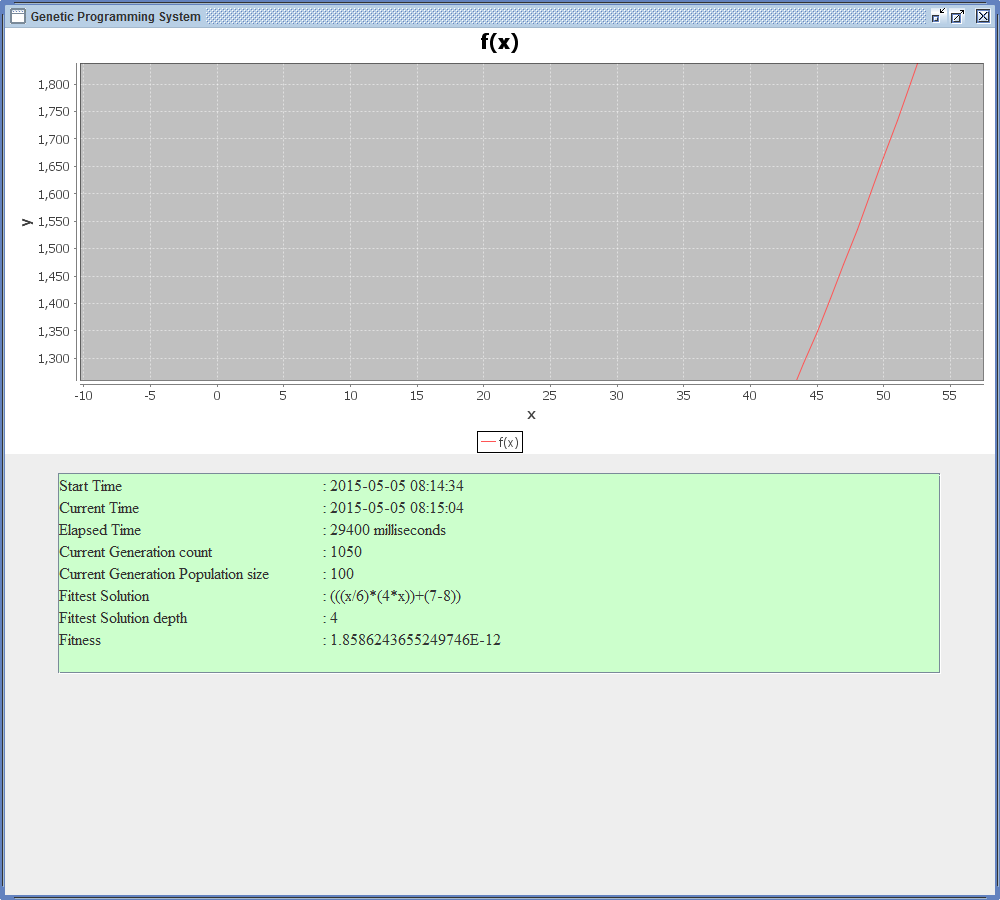 Genetic Programming System
f(x)
1,800
1,750
1,700
1,650
1,600
1,550
1,500
1,450
1,400
1,350
1,300
y
-10 -5 0 5 10 15 20 25 30 35 40 45 50 55
x
f(x)
Start Time : 2015-05-05 08:14:34
Current Time : 2015-05-05 08:15:04
Elapsed Time : 29400 milliseconds
Current Generation count : 1050
Current Generation Population size : 100
Fittest Solution : (((x/6)*(4*x))+(7-8))
Fittest Solution depth : 4
Fitness : 1.8586243655249746E-12